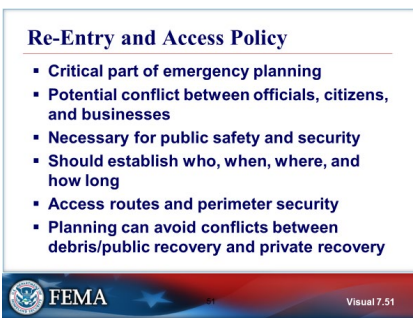 Re-Entry and Access Policy
▪ Critical part of emergency planning
▪ Potential conflict between officials, citizens,
and businesses
▪ Necessary for public safety and security
▪ Should establish who, when, where, and
how long
▪ Access routes and perimeter security
▪ Planning can avoid conflicts between
debris/public recovery and private recovery
FEMA
Visual 7.51